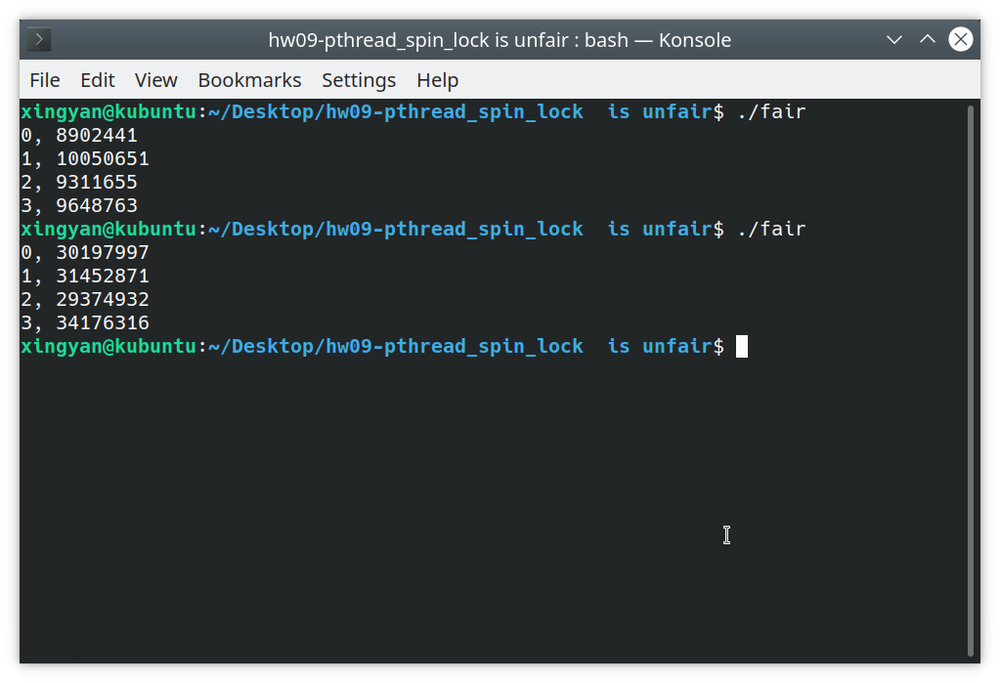 hw09-pthread_spin_lock is unfair : bash — Konsole
File Edit View Bookmarks Settings Help
xingyan@kubuntu:~/Desktop/hw09-pthread_spin_lock  is unfair$ ./fair
0, 8902441
1, 10050651
2, 9311655
3, 9648763
xingyan@kubuntu:~/Desktop/hw09-pthread_spin_lock  is unfair$ ./fair
0, 30197997
1, 31452871
2, 29374932
3, 34176316
xingyan@kubuntu:~/Desktop/hw09-pthread_spin_lock  is unfair$